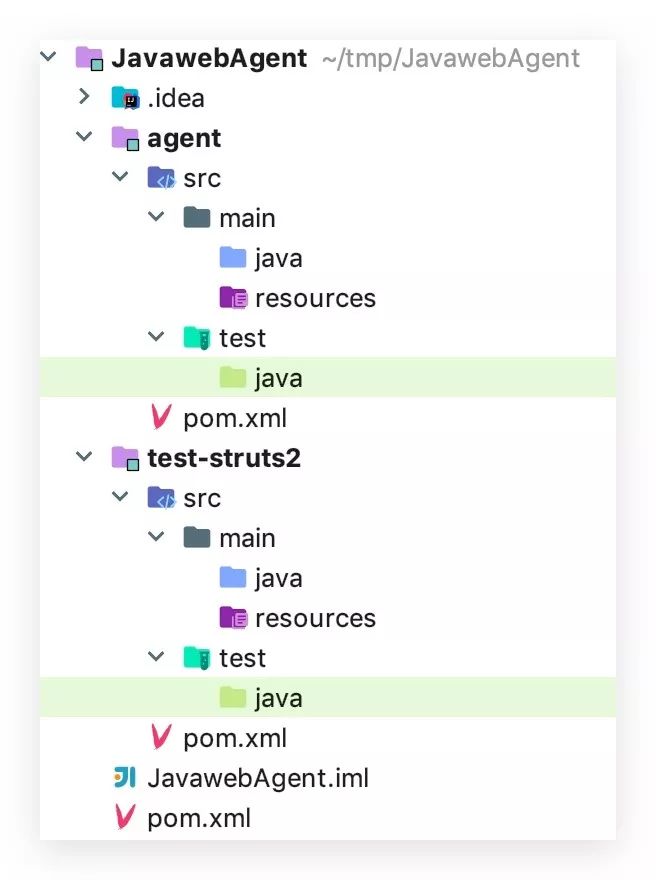 JavawebAgent ~/tmp/JavawebAgent
.idea
agent
src
main
java
resources
test
java
pom.xml
test-struts2
src
main
java
resources
test
java
pom.xml
JavawebAgent.iml
pom.xml